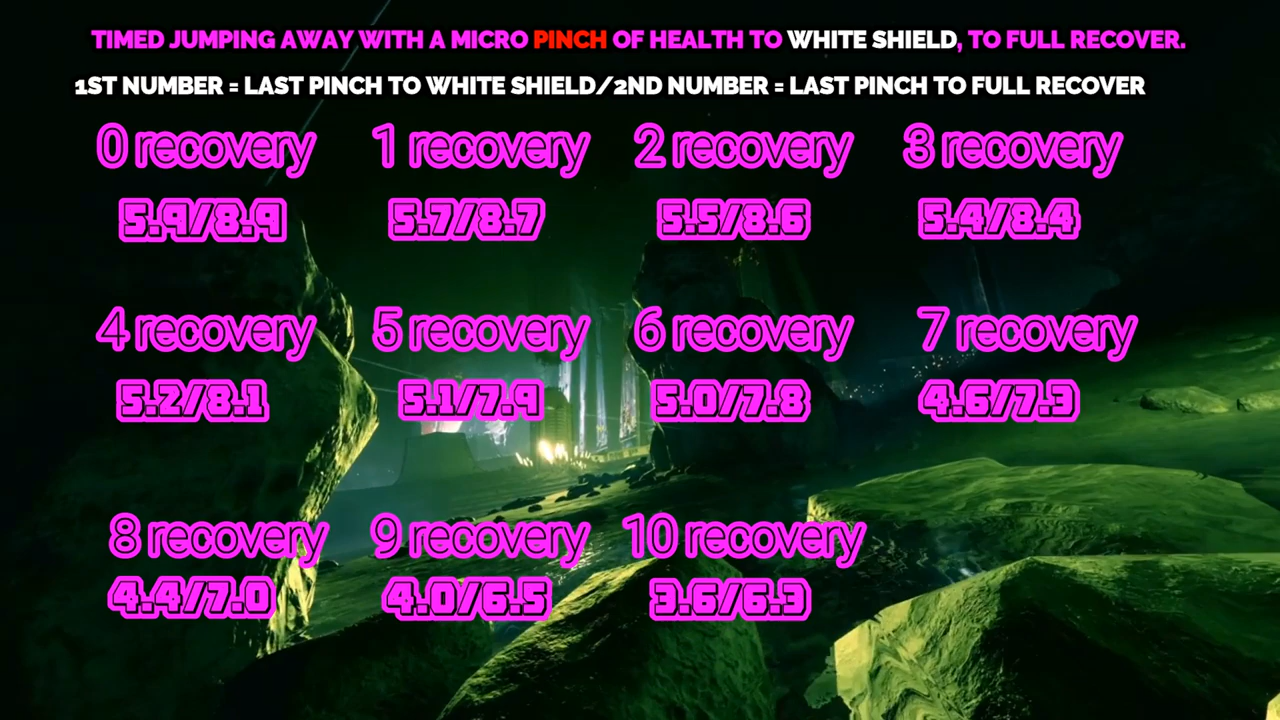 TIMED JUMPING AWAY WITH A MICRO PINCH OF HEALTH TO WHITE SHIELD, TO FULL RECOVER.
1ST NUMBER = LAST PINCH TO WHITE SHIELD/2ND NUMBER = LAST PINCH TO FULL RECOVER
0 recovery 1 recovery 2 recovery 3 recovery
5.9/8.9 5.7/8.7 5.5/8.6 5.4/8.4
4 recovery 5 recovery 6 recovery 7 recovery
5.2/8.1 5.1/7.9 5.0/7.8 4.6/7.3
8 recovery 9 recovery 10 recovery
4.4/7.0 4.0/6.5 3.6/6.3